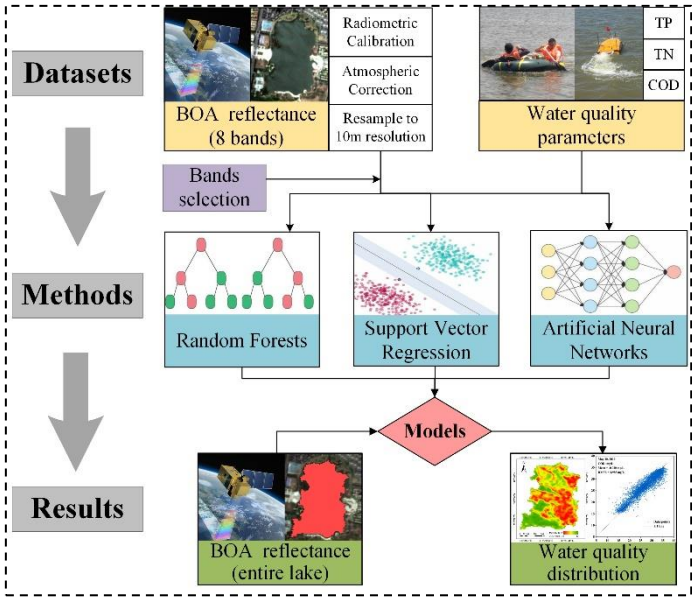 Datasets
Radiometric
Calibration
Atmospheric
Correction
Resample to
10m resolution
BOA reflectance
(8 bands)
TP
TN
COD
Water quality
parameters
Bands
selection
Methods
Random Forests
Support Vector
Regression
Artificial Neural
Networks
Models
Results
BOA reflectance
(entire lake)
Water quality
distribution